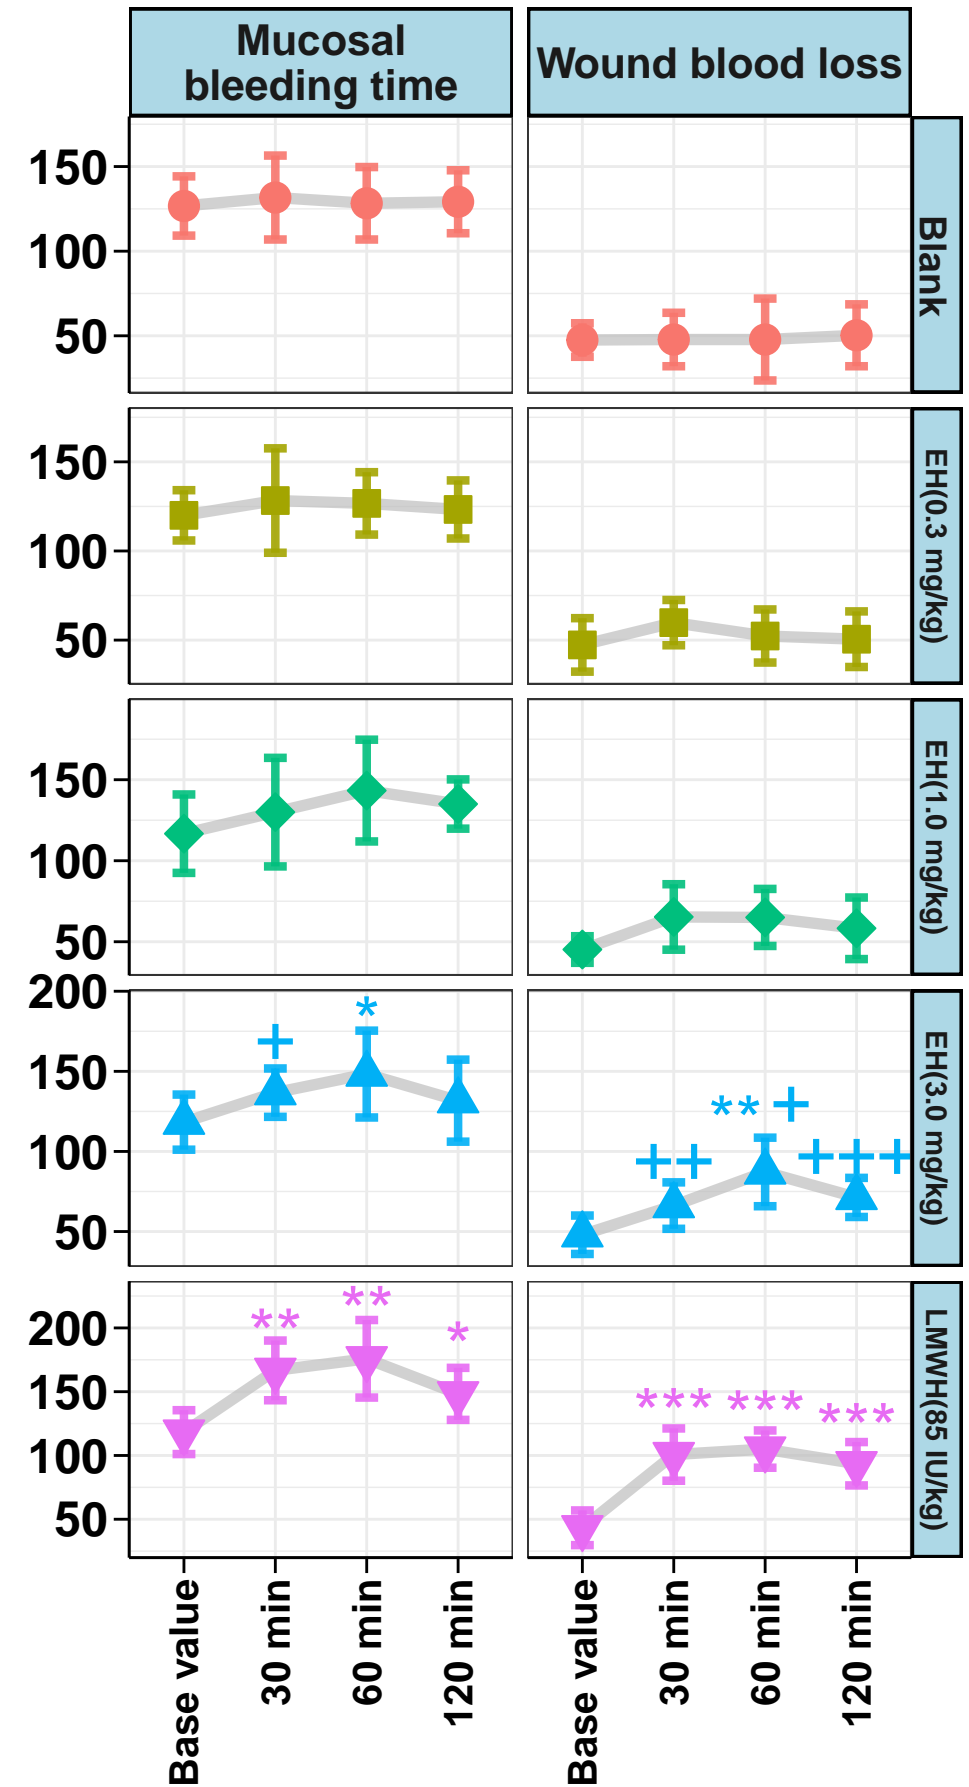 Mucosal
bleeding time
Wound blood loss
150
100
50
Blank
150
100
50
EH(0.3 mg/kg)
150
100
50
EH(1.0 mg/kg)
200
150
100
50
+
*
++
** +
+++
EH(3.0 mg/kg)
200
150
100
50
**
**
*
***
***
***
LMWH(85 IU/kg)
Base value
30 min
60 min
120 min
Base value
30 min
60 min
120 min